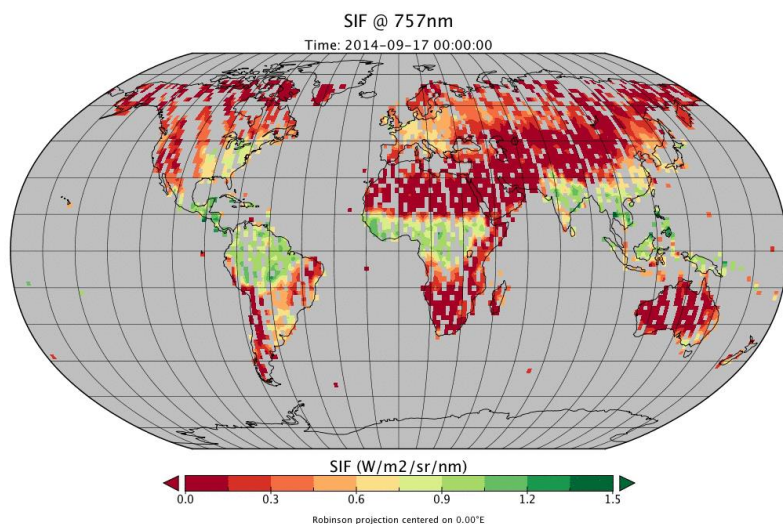 SIF @ 757nm
Time: 2014-09-17 00:00:00
SIF (W/m2/sr/nm)
0.0 0.3 0.6 0.9 1.2 1.5
Robinson projection centered on 0.00°E